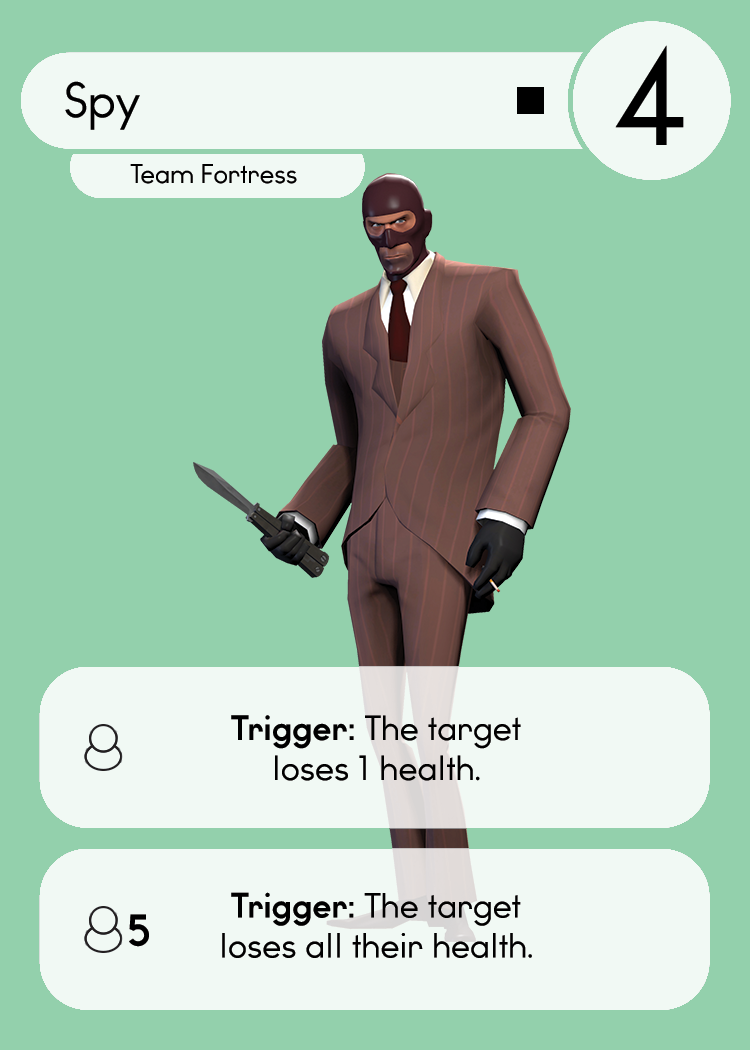 Spy
4
Team Fortress
Trigger: The target
loses 1 health.
5
Trigger: The target
loses all their health.